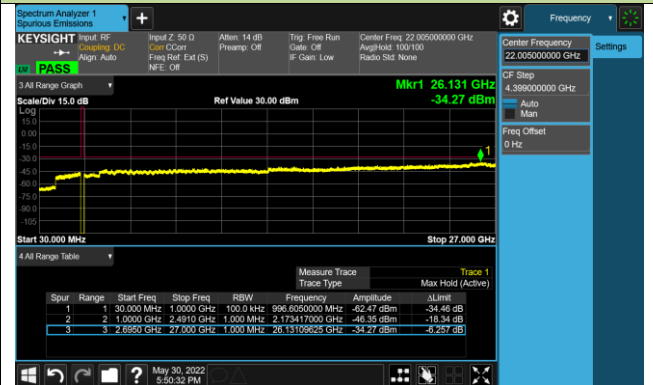 Spectrum Analyzer 1
Spurious Emissions
+
Frequency
KEYSIGHT
Input: RF
Coupling: DC
Align: Auto
Input Z: 50 Ω
Corr CCorr
Freq Ref: Ext (S)
NFE: Off
Atten: 14 dB
Preamp: Off
Trig: Free Run
Gate: Off
IF Gain: Low
Center Freq: 22.005000000 GHz
Avg|Hold: 100/100
Radio Std: None
PASS
Center Frequency
22.005000000 GHz
Settings
CF Step
4.399000000 GHz
Auto
Man
Freq Offset
0 Hz
3 All Range Graph
Mkr1 26.131 GHz
Scale/Div 15.0 dB
Ref Value 30.00 dBm
-34.27 dBm
Log
15.0
0.00
-15.0
-30.0
-45.0
-60.0
-75.0
-90.0
-105
1
Start 30.000 MHz
Stop 27.000 GHz
4 All Range Table
Measure Trace Trace 1
Trace Type Max Hold (Active)
Spur Range Start Freq Stop Freq RBW Frequency Amplitude ΔLimit
1 1 30.000 MHz 1.0000 GHz 100.0 kHz 996.6050000 MHz -62.47 dBm -34.46 dB
2 2 1.0000 GHz 2.4910 GHz 1.000 MHz 2.173417000 GHz -46.35 dBm -18.34 dB
3 3 2.6950 GHz 27.000 GHz 1.000 MHz 26.13109625 GHz -34.27 dBm -6.257 dB
?
May 30, 2022
5:50:32 PM